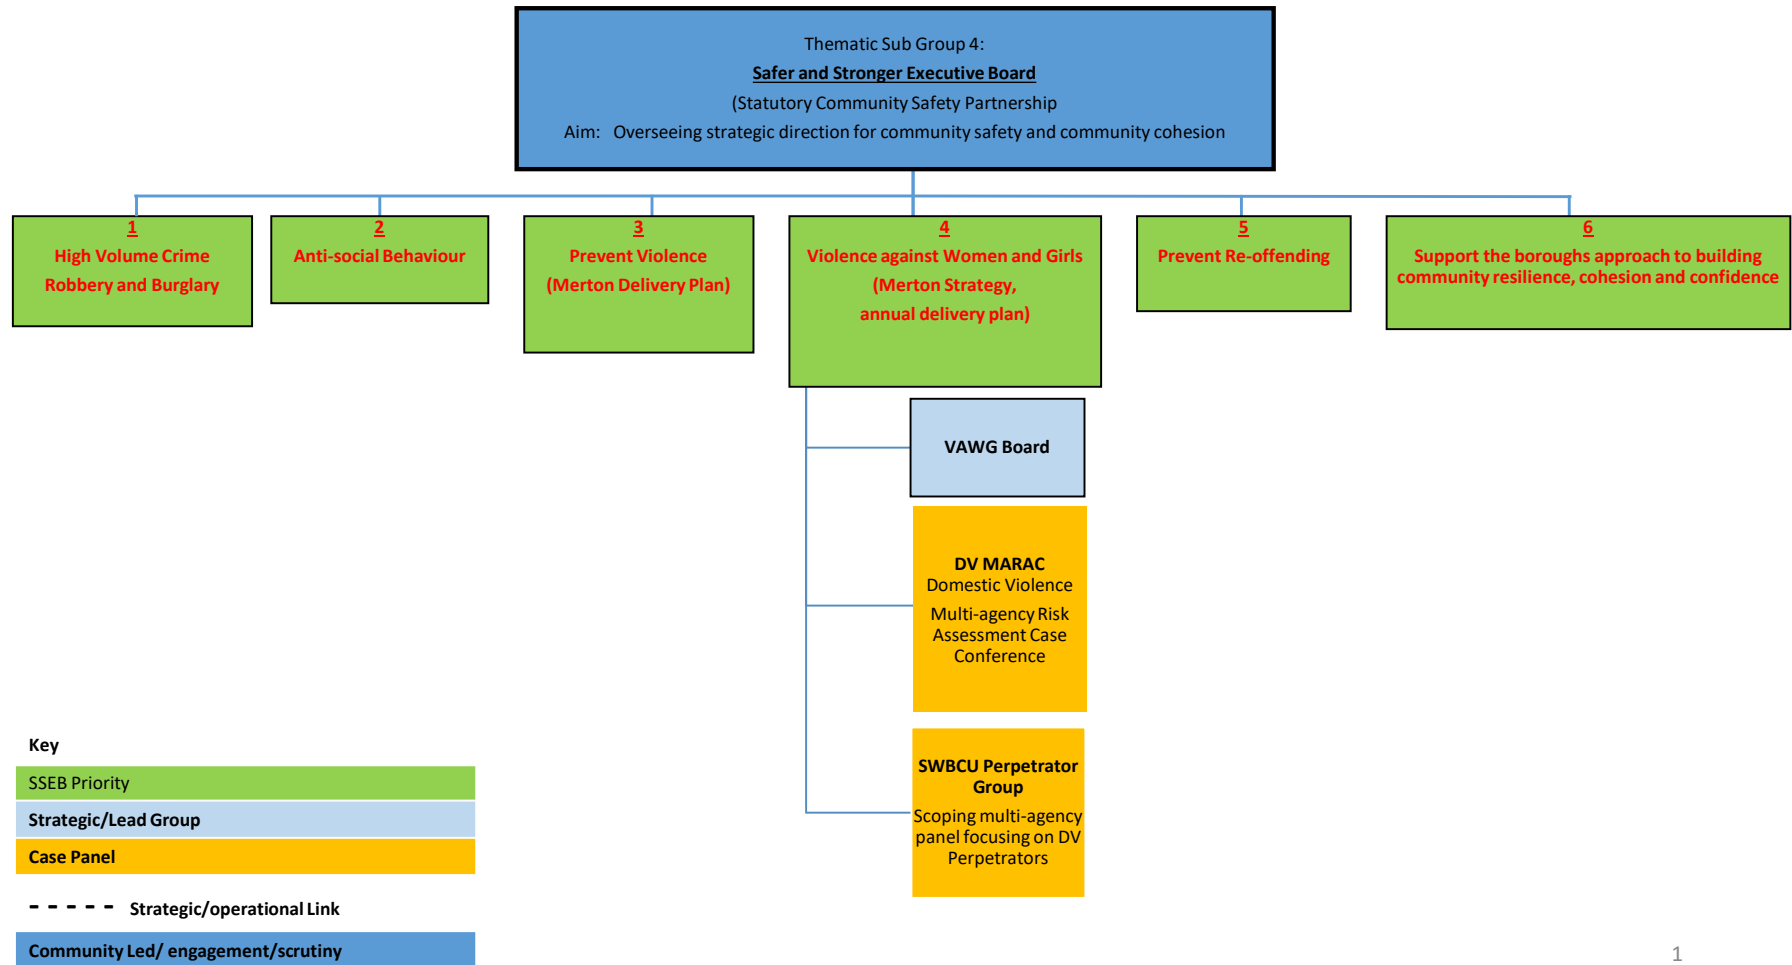 Thematic Sub Group 4:
Safer and Stronger Executive Board
(Statutory Community Safety Partnership
Aim:   Overseeing strategic direction for community safety and community cohesion
1
High Volume Crime
Robbery and Burglary
2
Anti-social Behaviour
3
Prevent Violence
(Merton Delivery Plan)
4
Violence against Women and Girls
(Merton Strategy,
annual delivery plan)
5
Prevent Re-offending
6
Support the boroughs approach to building
community resilience, cohesion and confidence
VAWG Board
DV MARAC
Domestic Violence
Multi-agency Risk
Assessment Case
Conference
SWBCU Perpetrator
Group
Scoping multi-agency
panel focusing on DV
Perpetrators
Key
SSEB Priority
Strategic/Lead Group
Case Panel
Strategic/operational Link
Community Led/ engagement/scrutiny
1